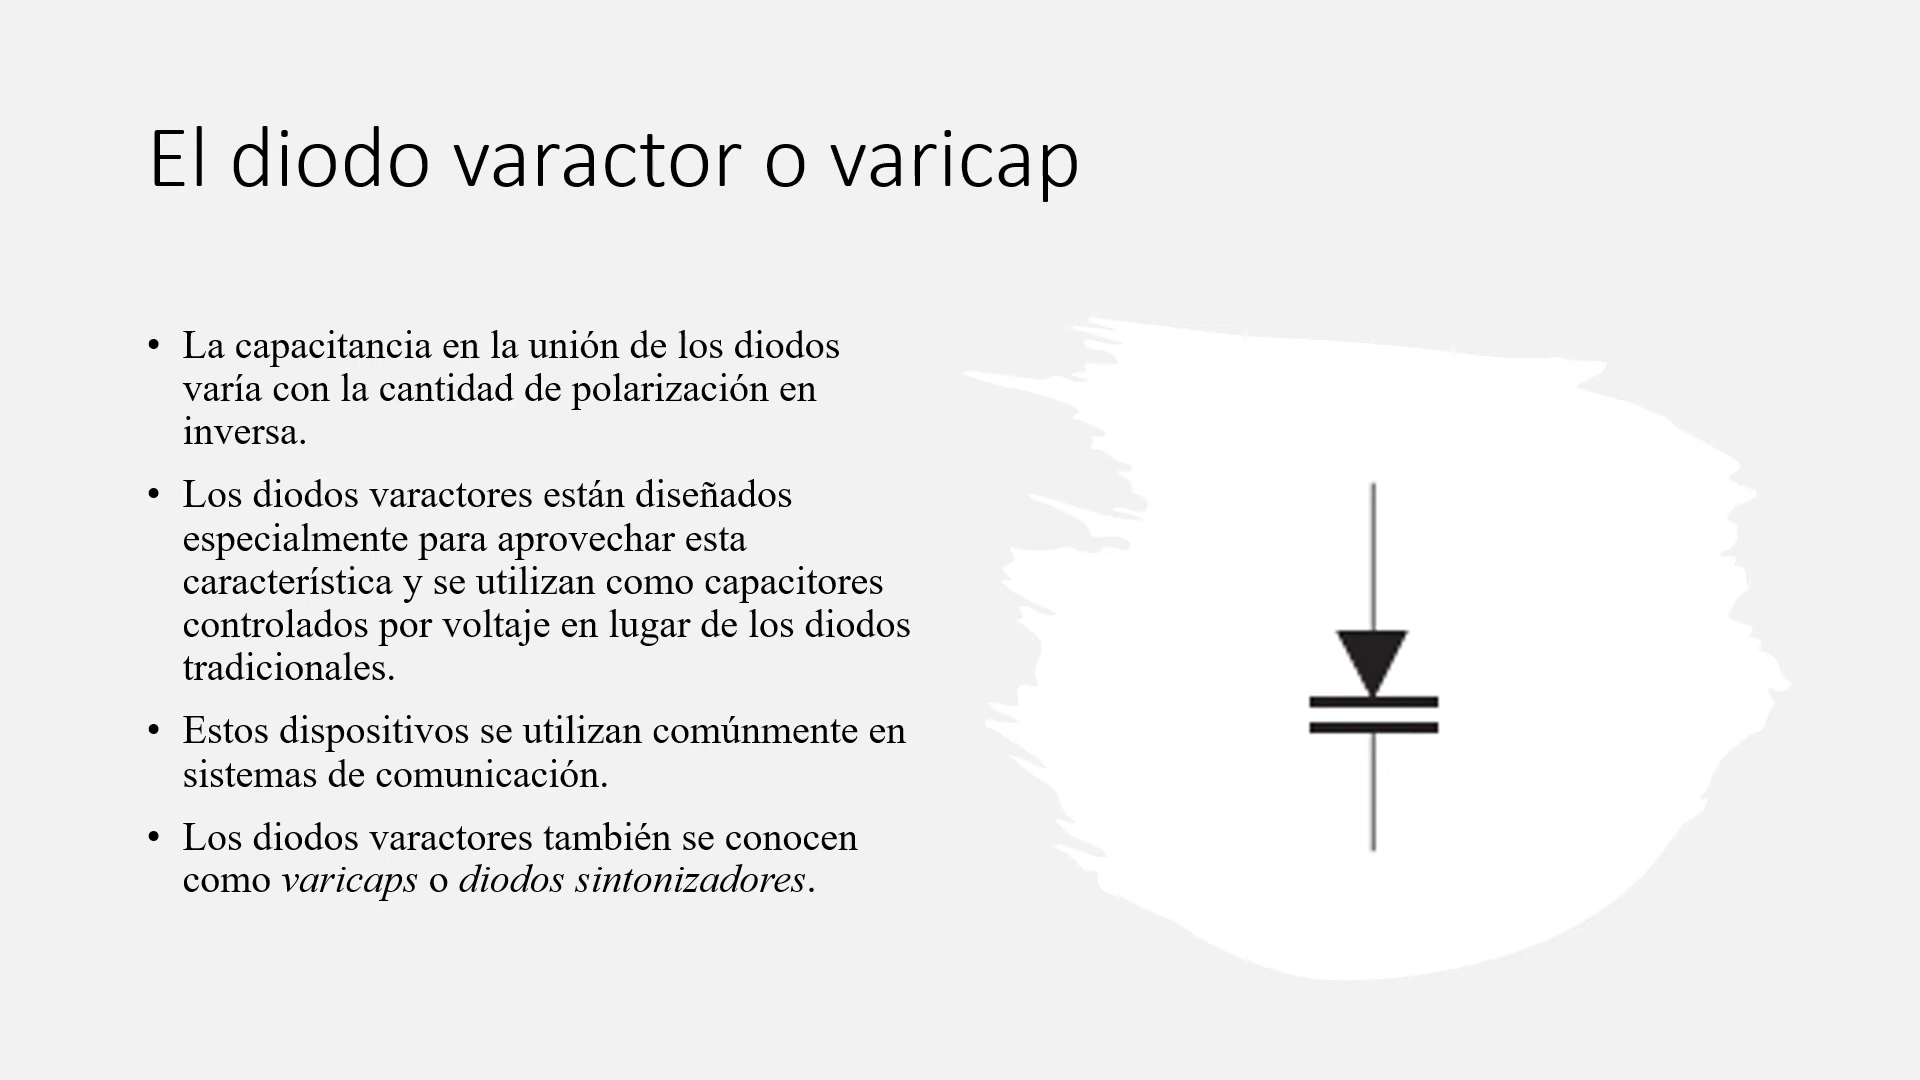 El diodo varactor o varicap
• La capacitancia en la unión de los diodos
varía con la cantidad de polarización en
inversa.
• Los diodos varactores están diseñados
especialmente para aprovechar esta
característica y se utilizan como capacitores
controlados por voltaje en lugar de los diodos
tradicionales.
• Estos dispositivos se utilizan comúnmente en
sistemas de comunicación.
• Los diodos varactores también se conocen
como varicaps o diodos sintonizadores.